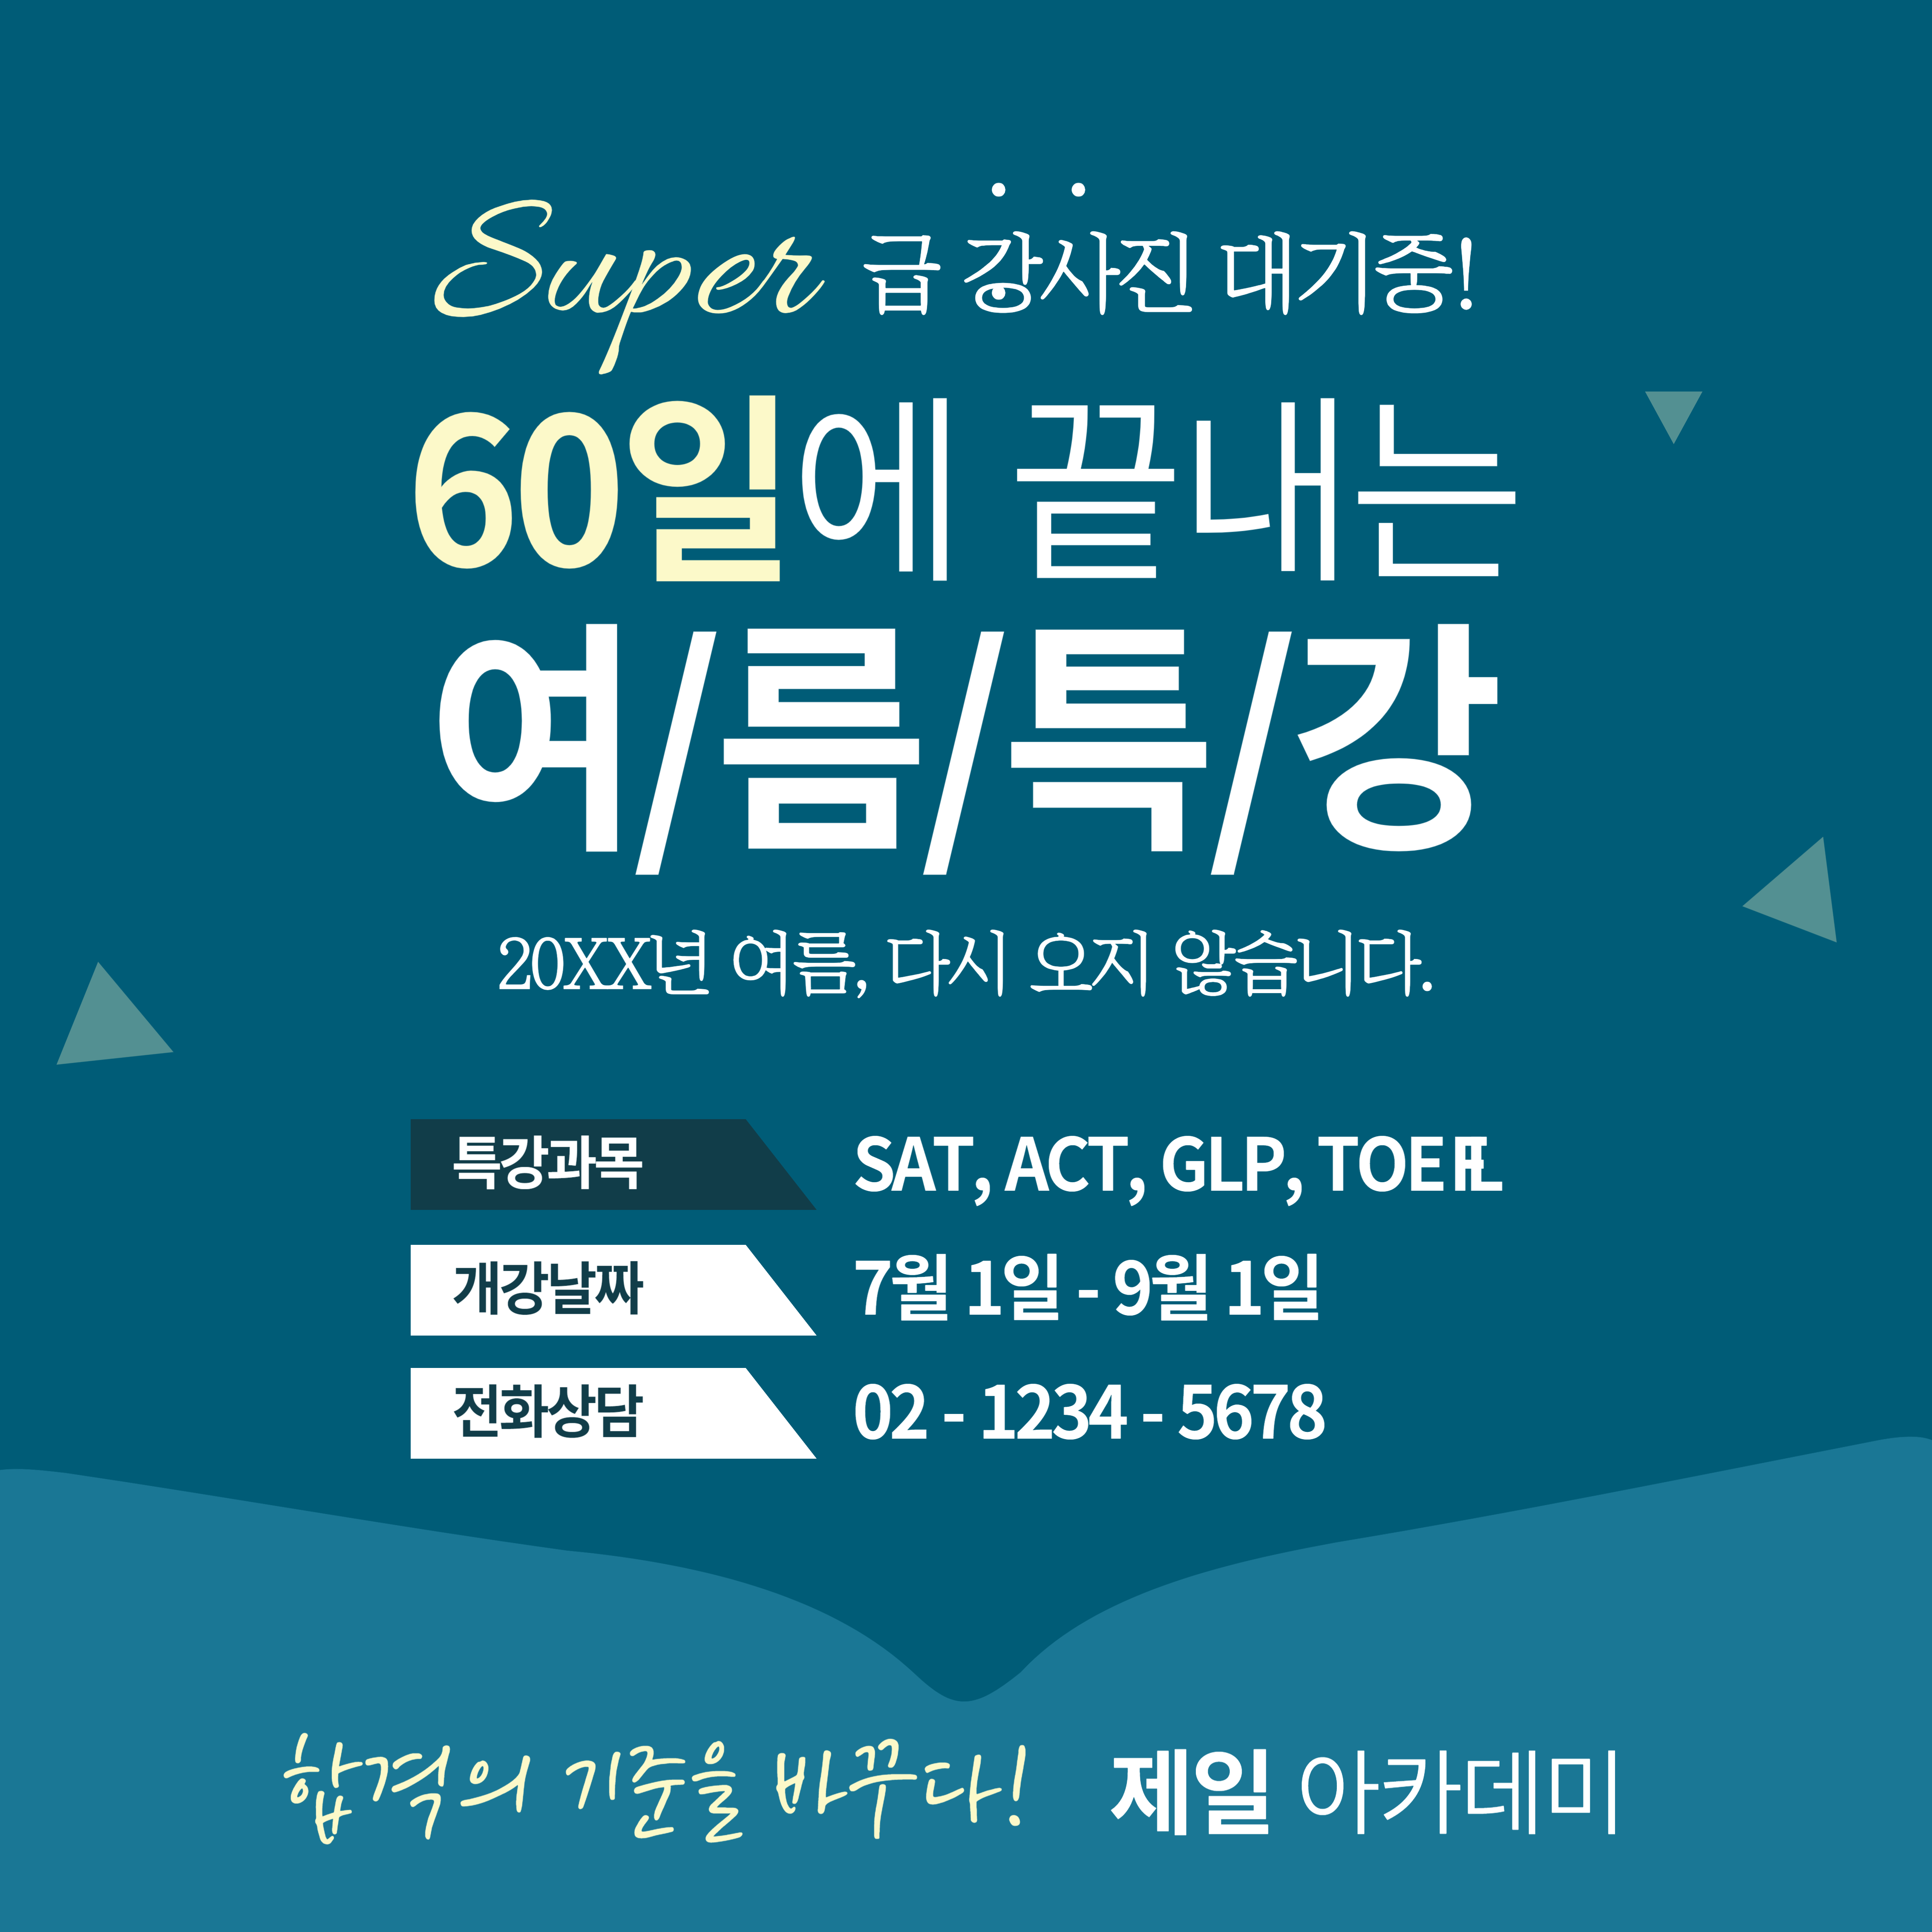 Super 급 강사진 대기중!
60일에 끝내는
여/름/특/강
20XX년 여름, 다시 오지 않습니다.
특강과목 SAT, ACT, GLP, TOEFL
개강날짜 7월 1일 - 9월 1일
전화상담 02 - 1234 - 5678
합격의 기준을 바꾸다! 제일 아카데미